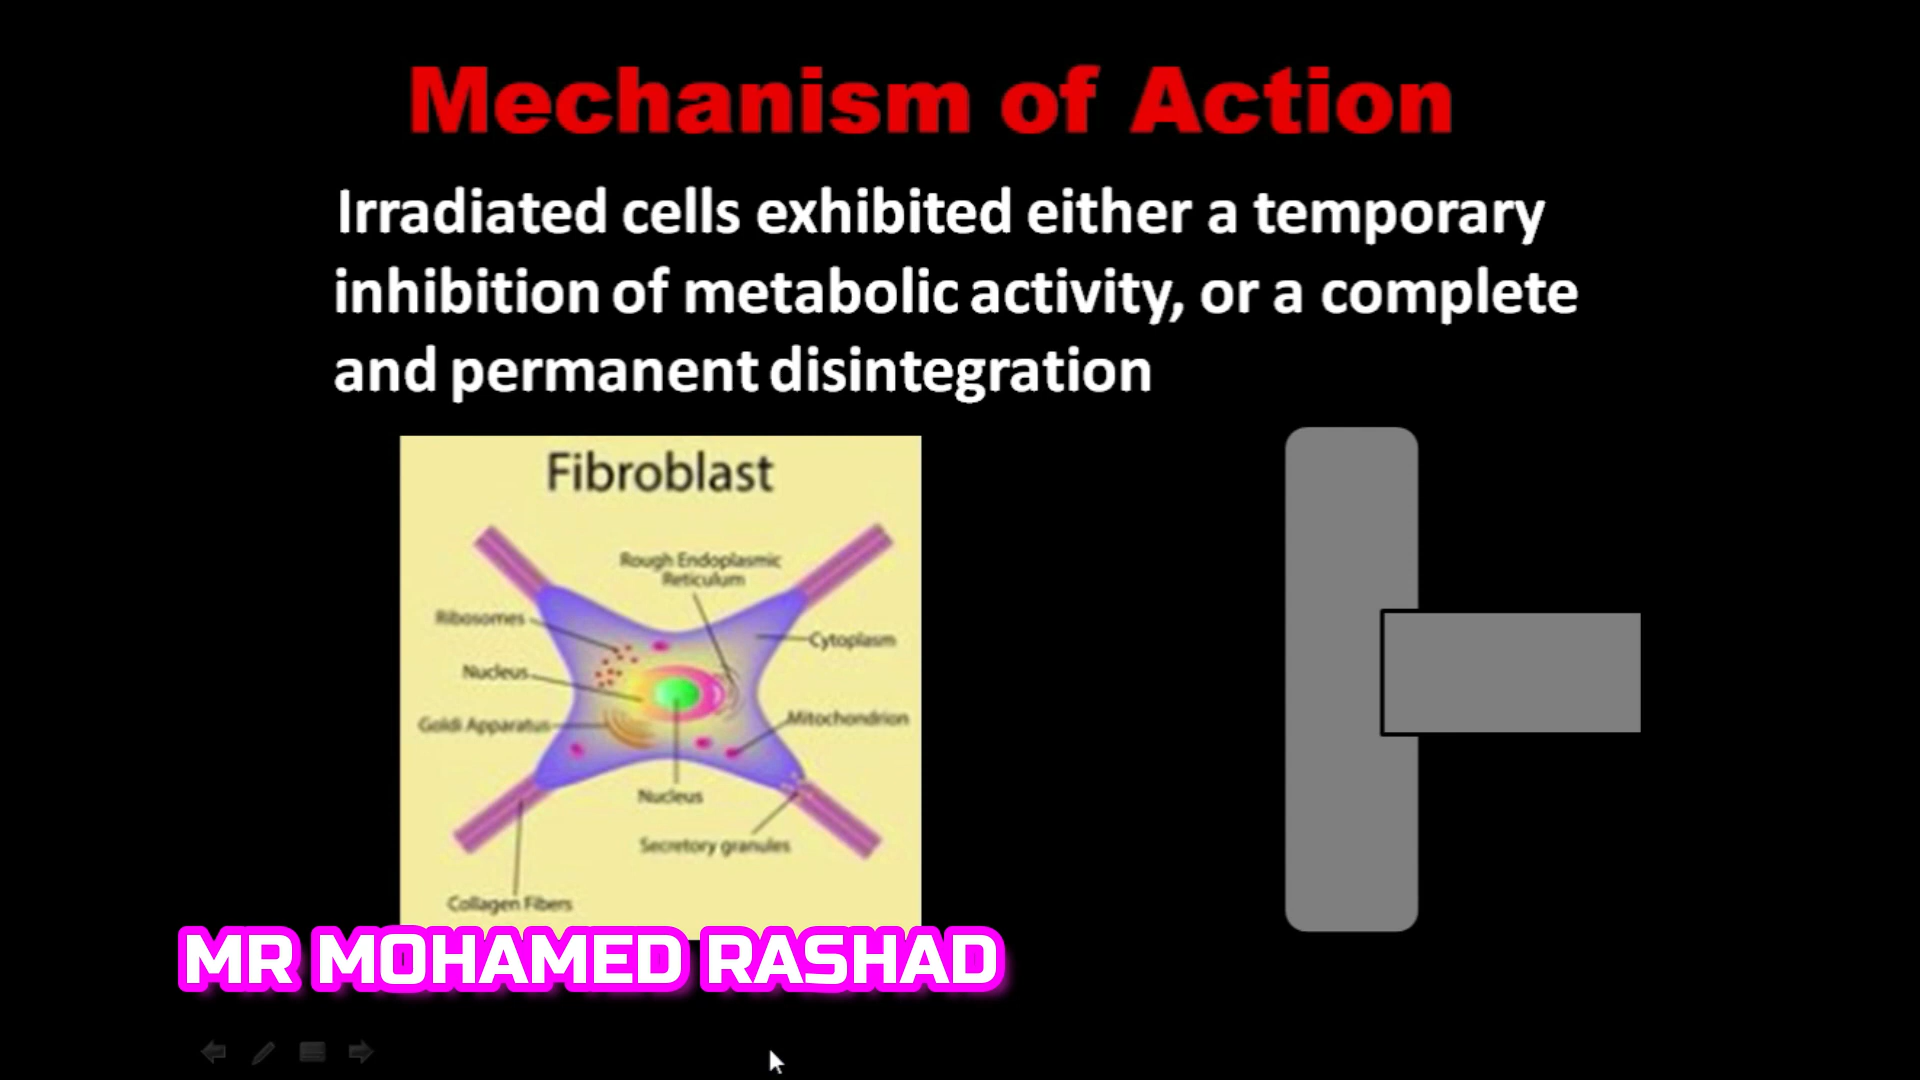 Mechanism of Action
Irradiated cells exhibited either a temporary
inhibition of metabolic activity, or a complete
and permanent disintegration
Fibroblast
Rough Endoplasmic
Reticulum
Ribosomes
Cytoplasm
Nucleus
Goldi Apparatus
Mitochondrion
Nucleus
Secretory granules
Collagen Fibers
MR MOHAMED RASHAD